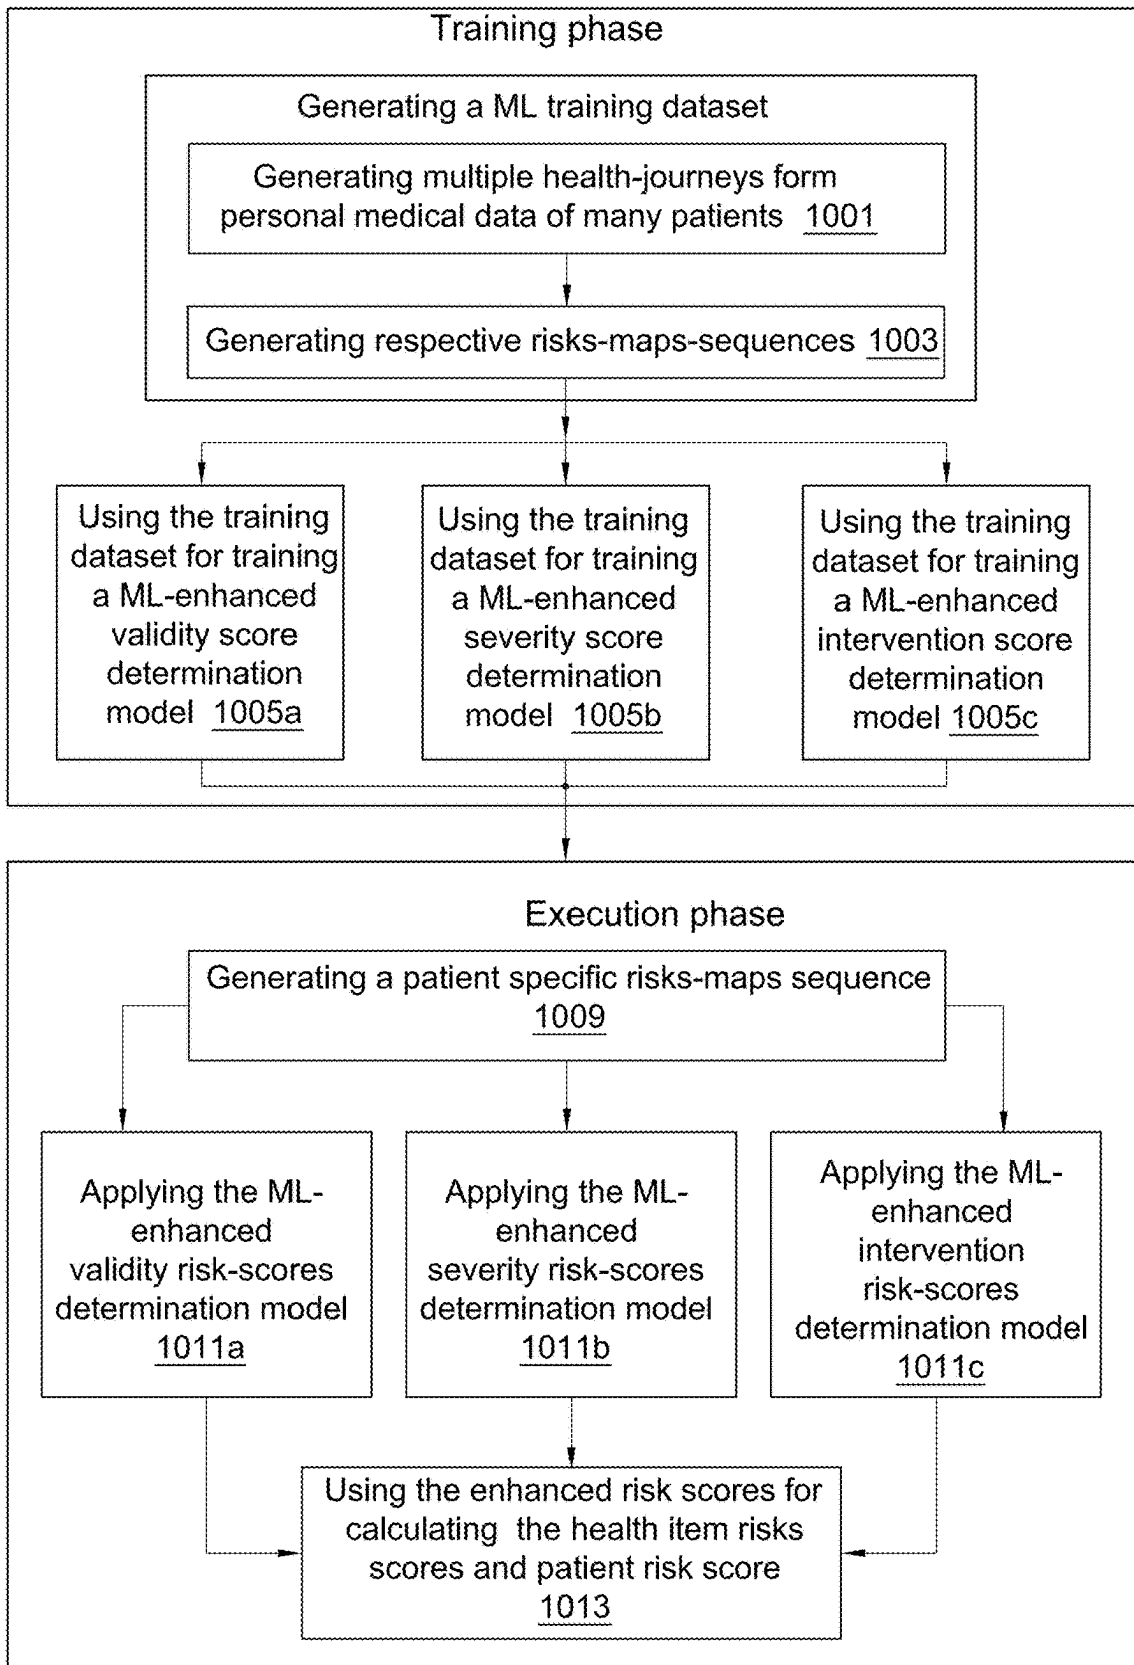 Training phase
Generating a ML training dataset
Generating multiple health-journeys form
personal medical data of many patients 1001
Generating respective risks-maps-sequences 1003
Using the training
dataset for training
a ML-enhanced
validity score
determination
model 1005a
Using the training
dataset for training
a ML-enhanced
severity score
determination
model 1005b
Using the training
dataset for training
a ML-enhanced
intervention score
determination
model 1005c
Execution phase
Generating a patient specific risks-maps sequence
1009
Applying the ML-
enhanced
validity risk-scores
determination model
1011a
Applying the ML-
enhanced
severity risk-scores
determination model
1011b
Applying the ML-
enhanced
intervention
risk-scores
determination model
1011c
Using the enhanced risk scores for
calculating the health item risks
scores and patient risk score
1013